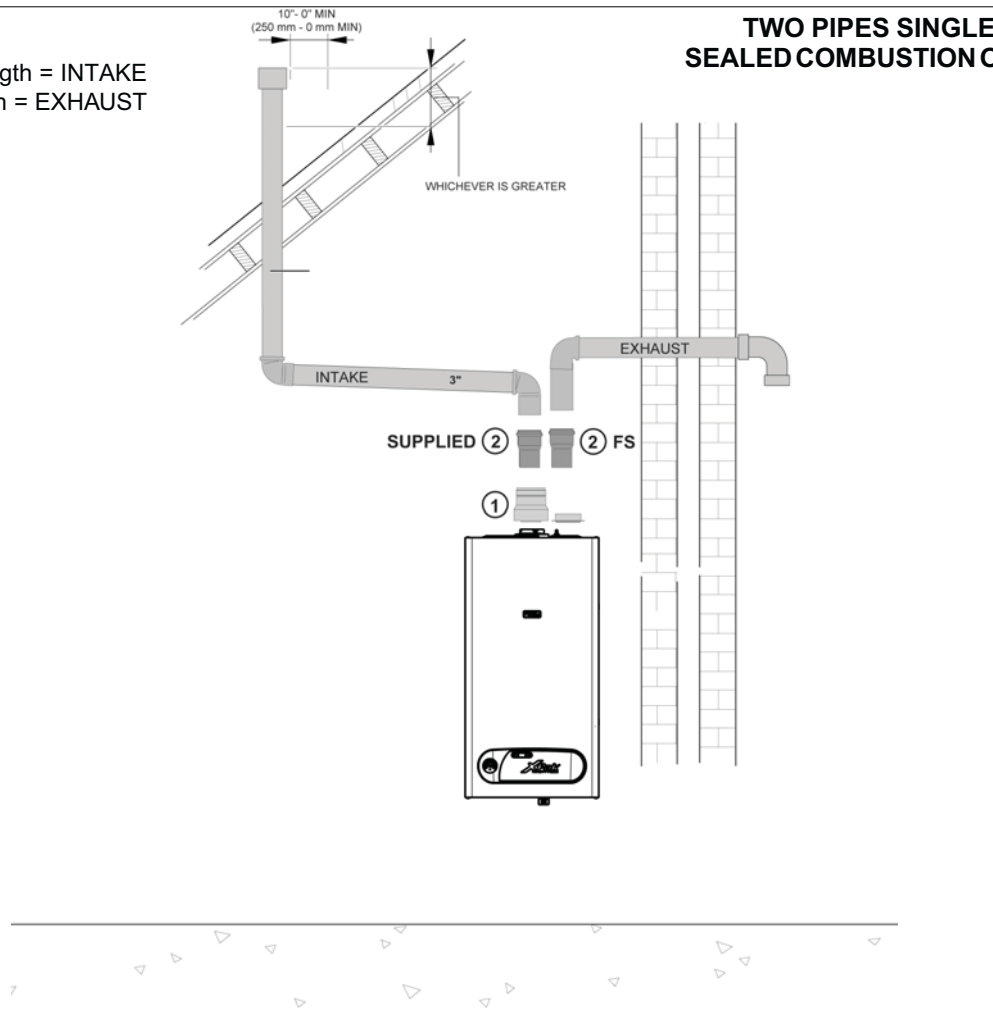 10"- 0" MIN
(250 mm - 0 mm MIN)
TWO PIPES SINGLE
SEALED COMBUSTION
gth = INTAKE
= EXHAUST
WHICHEVER IS GREATER
EXHAUST
INTAKE 3"
SUPPLIED 2 2 FS
1